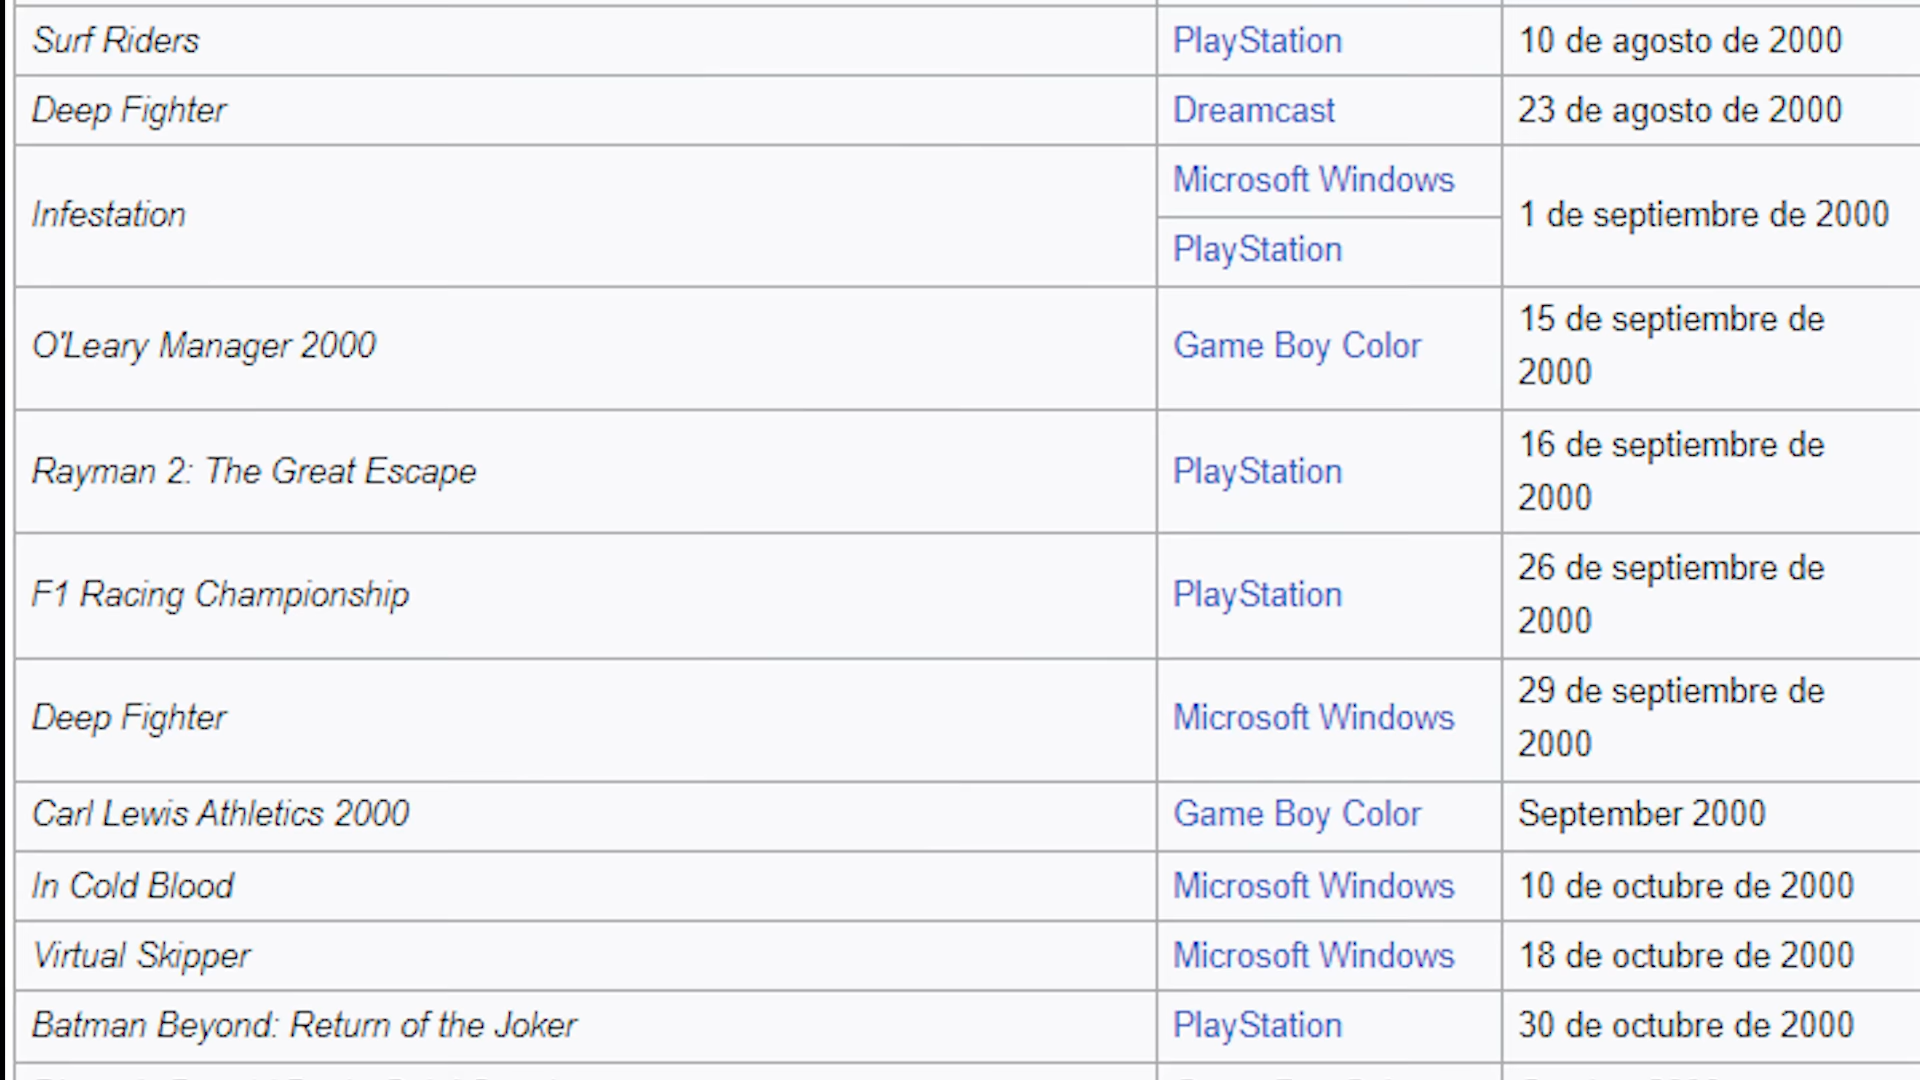 Surf Riders PlayStation 10 de agosto de 2000
Deep Fighter Dreamcast 23 de agosto de 2000
Infestation Microsoft Windows 1 de septiembre de 2000
PlayStation
O'Leary Manager 2000 Game Boy Color 15 de septiembre de
2000
Rayman 2: The Great Escape PlayStation 16 de septiembre de
2000
F1 Racing Championship PlayStation 26 de septiembre de
2000
Deep Fighter Microsoft Windows 29 de septiembre de
2000
Carl Lewis Athletics 2000 Game Boy Color September 2000
In Cold Blood Microsoft Windows 10 de octubre de 2000
Virtual Skipper Microsoft Windows 18 de octubre de 2000
Batman Beyond: Return of the Joker PlayStation 30 de octubre de 2000